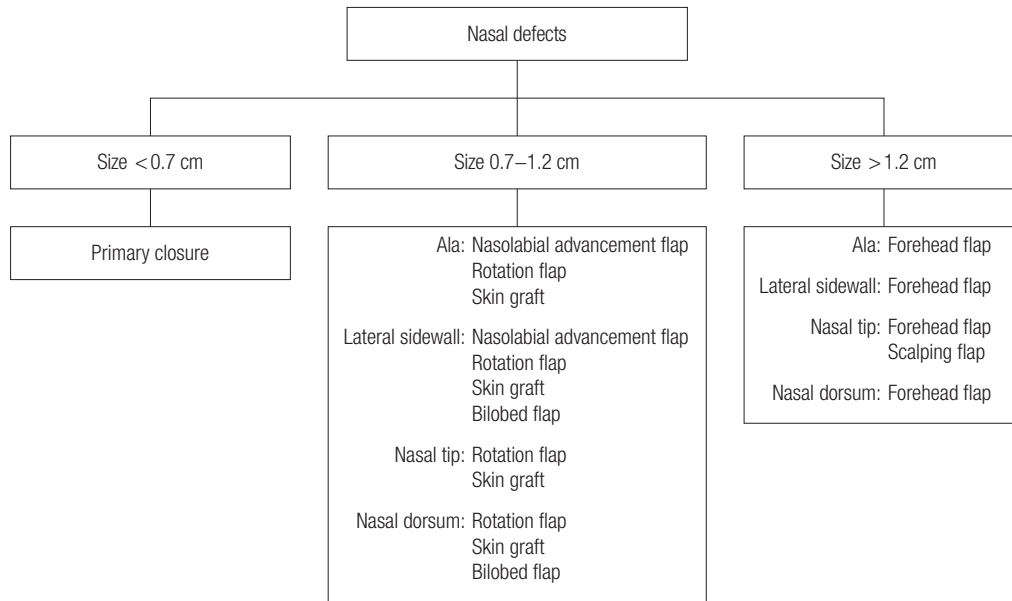 Nasal defects
Size <0.7 cm
Size 0.7–1.2 cm
Size >1.2 cm
Primary closure
Ala: Nasolabial advancement flap
Rotation flap
Skin graft
Lateral sidewall: Nasolabial advancement flap
Rotation flap
Skin graft
Bilobed flap
Nasal tip: Rotation flap
Skin graft
Nasal dorsum: Rotation flap
Skin graft
Bilobed flap
Ala: Forehead flap
Lateral sidewall: Forehead flap
Nasal tip: Forehead flap
Scalping flap
Nasal dorsum: Forehead flap